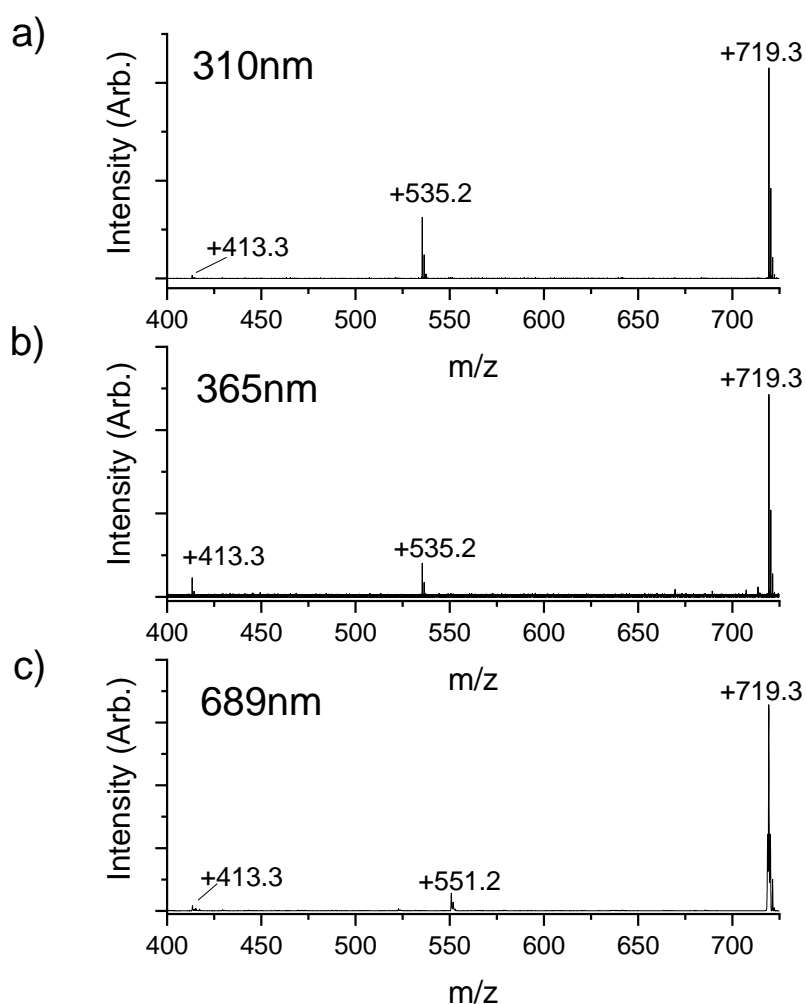 a)
310nm
+719.3
+535.2
+413.3
Intensity (Arb.)
400 450 500 550 600 650 700
m/z
b)
365nm
+719.3
+413.3
+535.2
Intensity (Arb.)
400 450 500 550 600 650 700
m/z
c)
689nm
+719.3
+413.3
+551.2
Intensity (Arb.)
400 450 500 550 600 650 700
m/z